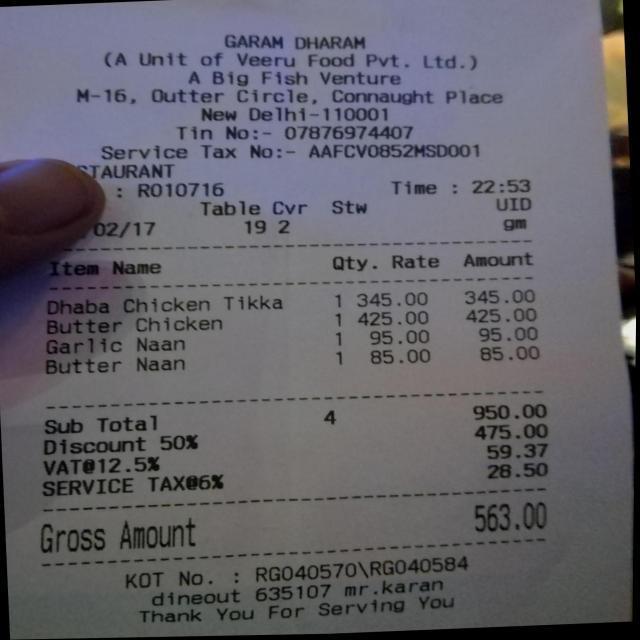 GARAM DHARAM
(A Unit of Veeru Food Pvt. Ltd.)
A Big Fish Venture
M-16, Outter Circle, Connaught Place
New Delhi-110001
Tin No:- 07876974407
Service Tax No:- AAFCV0852MSD001
STAURANT
: R010716 Time : 22:53
Table Cvr Stw UID
02/17 19 2 gm
Item Name Qty. Rate Amount
Dhaba Chicken Tikka 1 345.00 345.00
Butter Chicken 1 425.00 425.00
Garlic Naan 1 95.00 95.00
Butter Naan 1 85.00 85.00
Sub Total 4 950.00
Discount 50% 475.00
VAT@12.5% 59.37
SERVICE TAX@6% 28.50
Gross Amount 563.00
KOT No. : RG040570\RG040584
dineout 635107 mr.karan
Thank You For Serving You